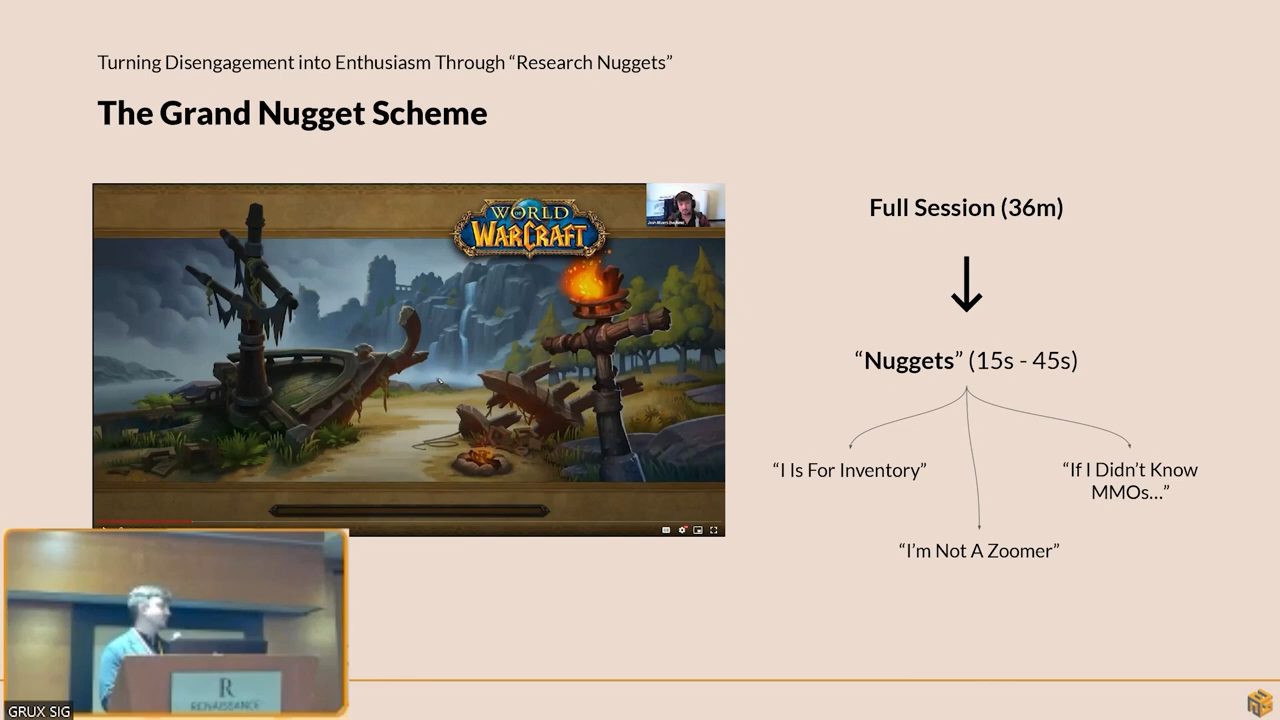 Turning Disengagement into Enthusiasm Through “Research Nuggets”
The Grand Nugget Scheme
WORLD
WARCRAFT
Full Session (36m)
“Nuggets” (15s - 45s)
“I Is For Inventory”
“If I Didn’t Know
MMOs…”
“I’m Not A Zoomer”
R
RENAISSANCE
GRUX SIG